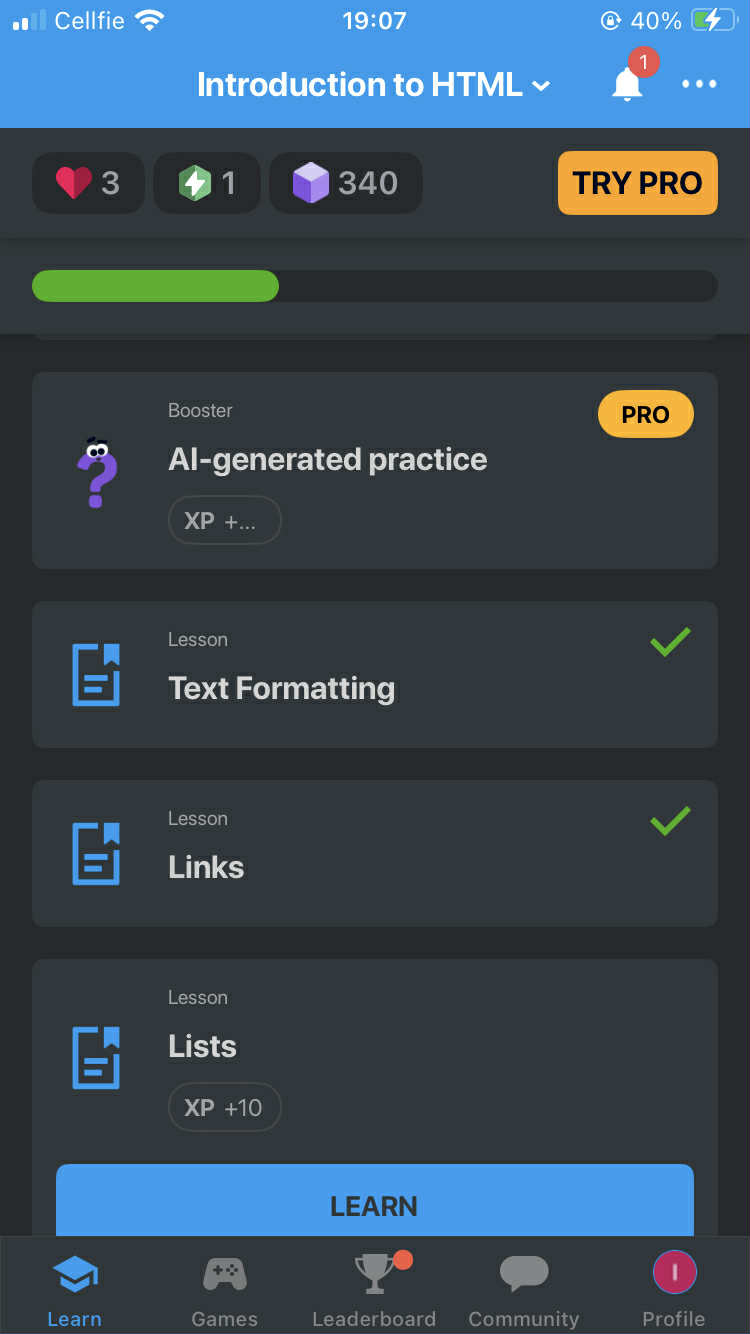 Cellfie 19:07 40%
Introduction to HTML 1
3 1 340 TRY PRO
Booster PRO
AI-generated practice
XP +...
Lesson
Text Formatting
Lesson
Links
Lesson
Lists
XP +10
LEARN
Learn Games Leaderboard Community Profile
I